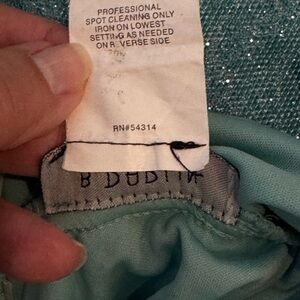 PROFESSIONAL
SPOT CLEANING ONLY
IRON ON LOWEST
SETTING AS NEEDED
ON REVERSE SIDE
RN#54314